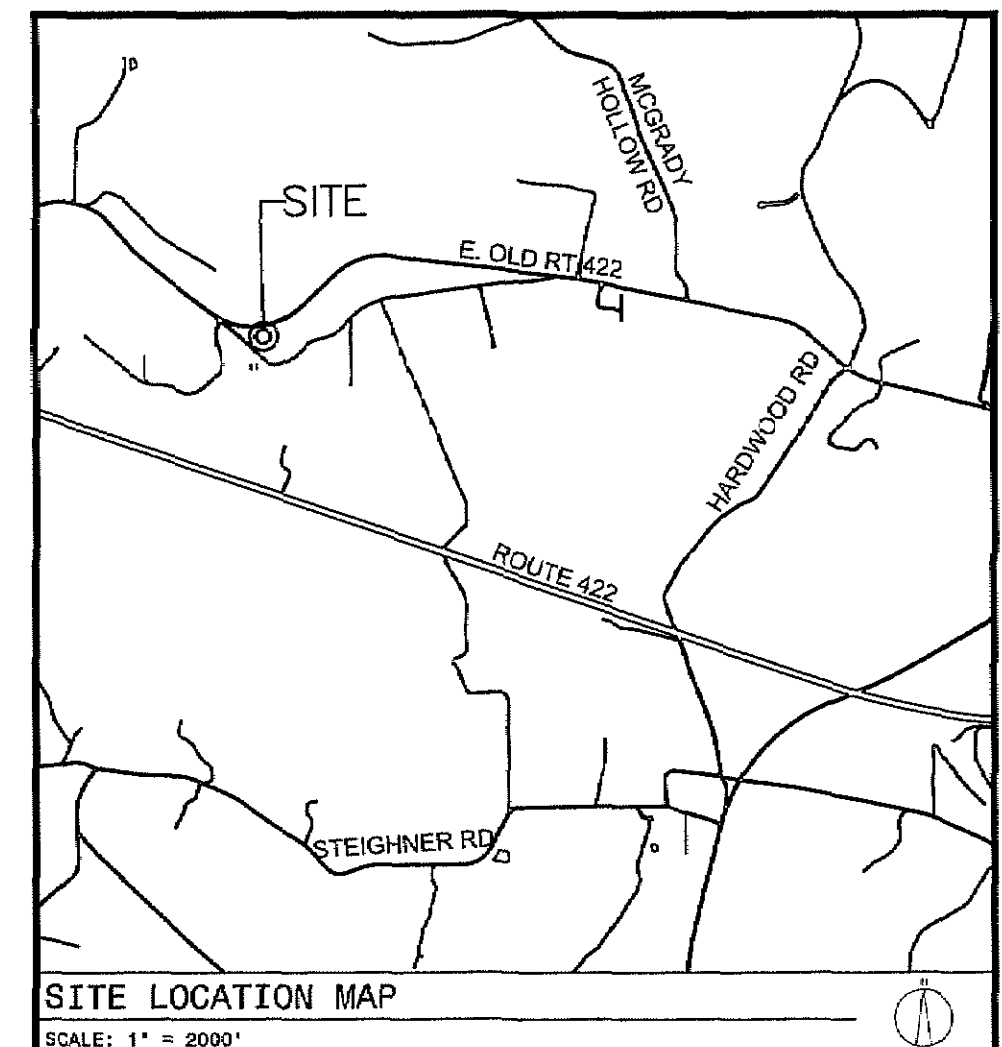 MCGRADY
HOLLOW RD
SITE
E. OLD RT 422
HARDWOOD RD
ROUTE 422
STEIGHNER RD
SITE LOCATION MAP
SCALE: 1" = 2000'